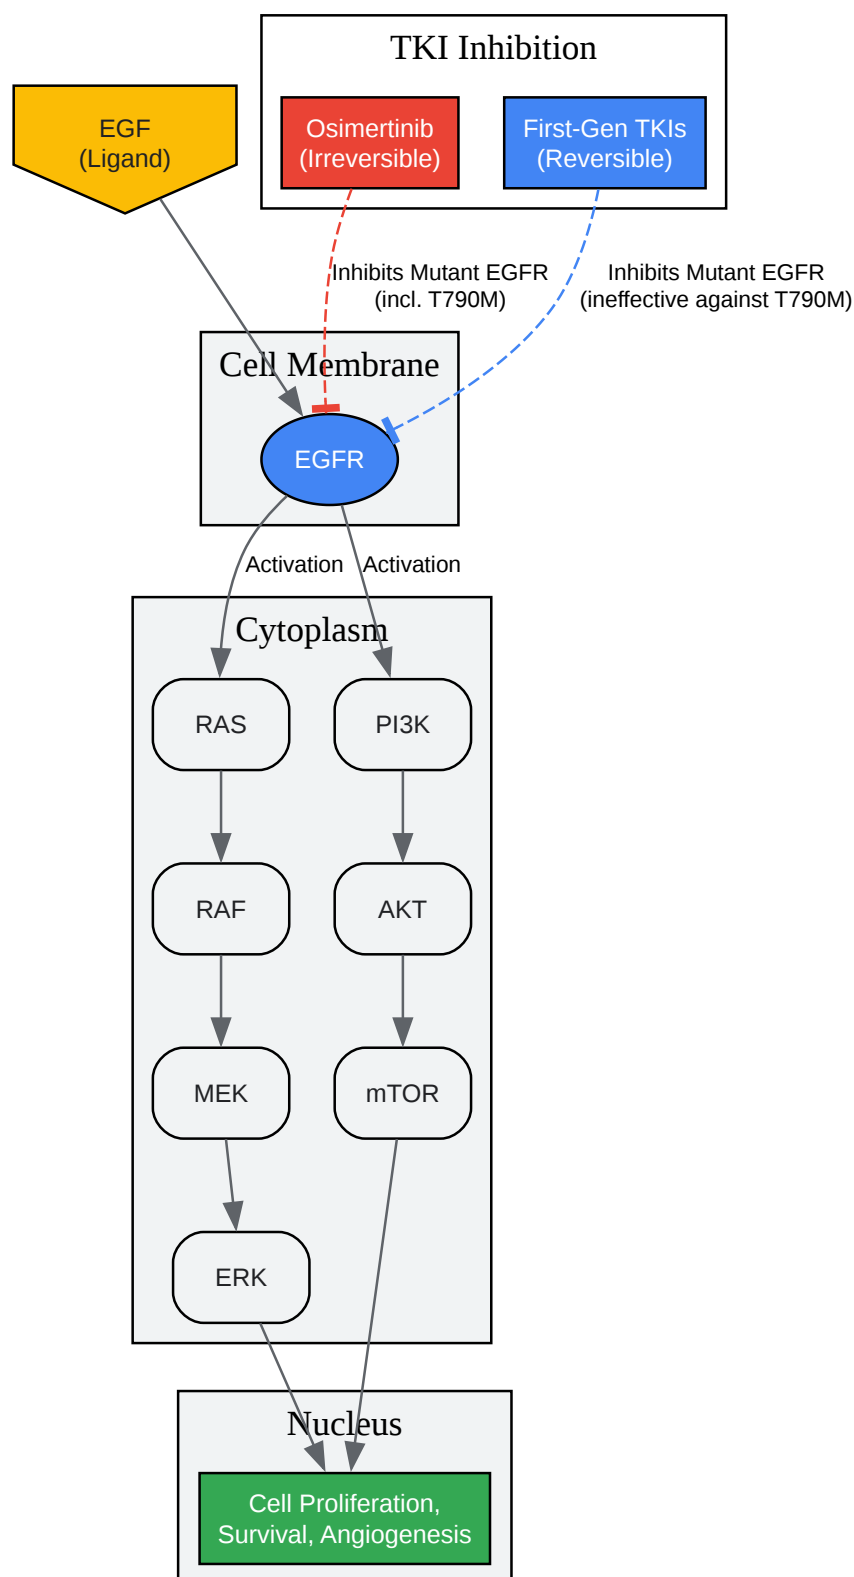 TKI Inhibition
EGF
(Ligand)
Osimertinib
(Irreversible)
First-Gen TKIs
(Reversible)
Inhibits Mutant EGFR
(incl. T790M)
Inhibits Mutant EGFR
(ineffective against T790M)
Cell Membrane
EGFR
Activation
Activation
Cytoplasm
RAS
PI3K
RAF
AKT
MEK
mTOR
ERK
Nucleus
Cell Proliferation,
Survival, Angiogenesis